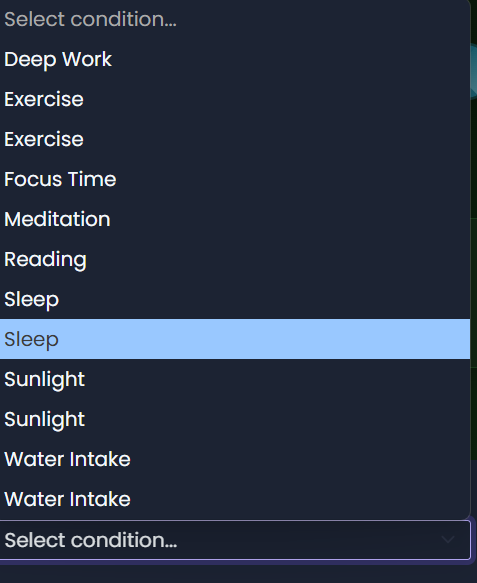 Select condition...
Deep Work
Exercise
Exercise
Focus Time
Meditation
Reading
Sleep
Sleep
Sunlight
Sunlight
Water Intake
Water Intake
Select condition...